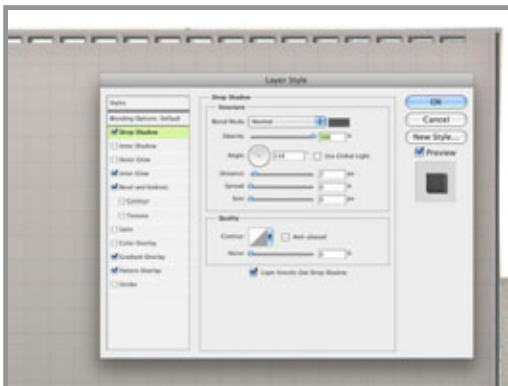 Layer Style
Styles
Blending Options: Default
Drop Shadow
Inner Shadow
Outer Glow
Inner Glow
Bevel and Emboss
Contour
Texture
Satin
Color Overlay
Gradient Overlay
Pattern Overlay
Stroke
Drop Shadow
Structure
Blend Mode: Normal
Opacity: %
Angle: ° Use Global Light
Distance: px
Spread: %
Size: px
Quality
Contour: Anti-aliased
Noise: %
Layer Knocks Out Drop Shadow
OK
Cancel
New Style...
Preview